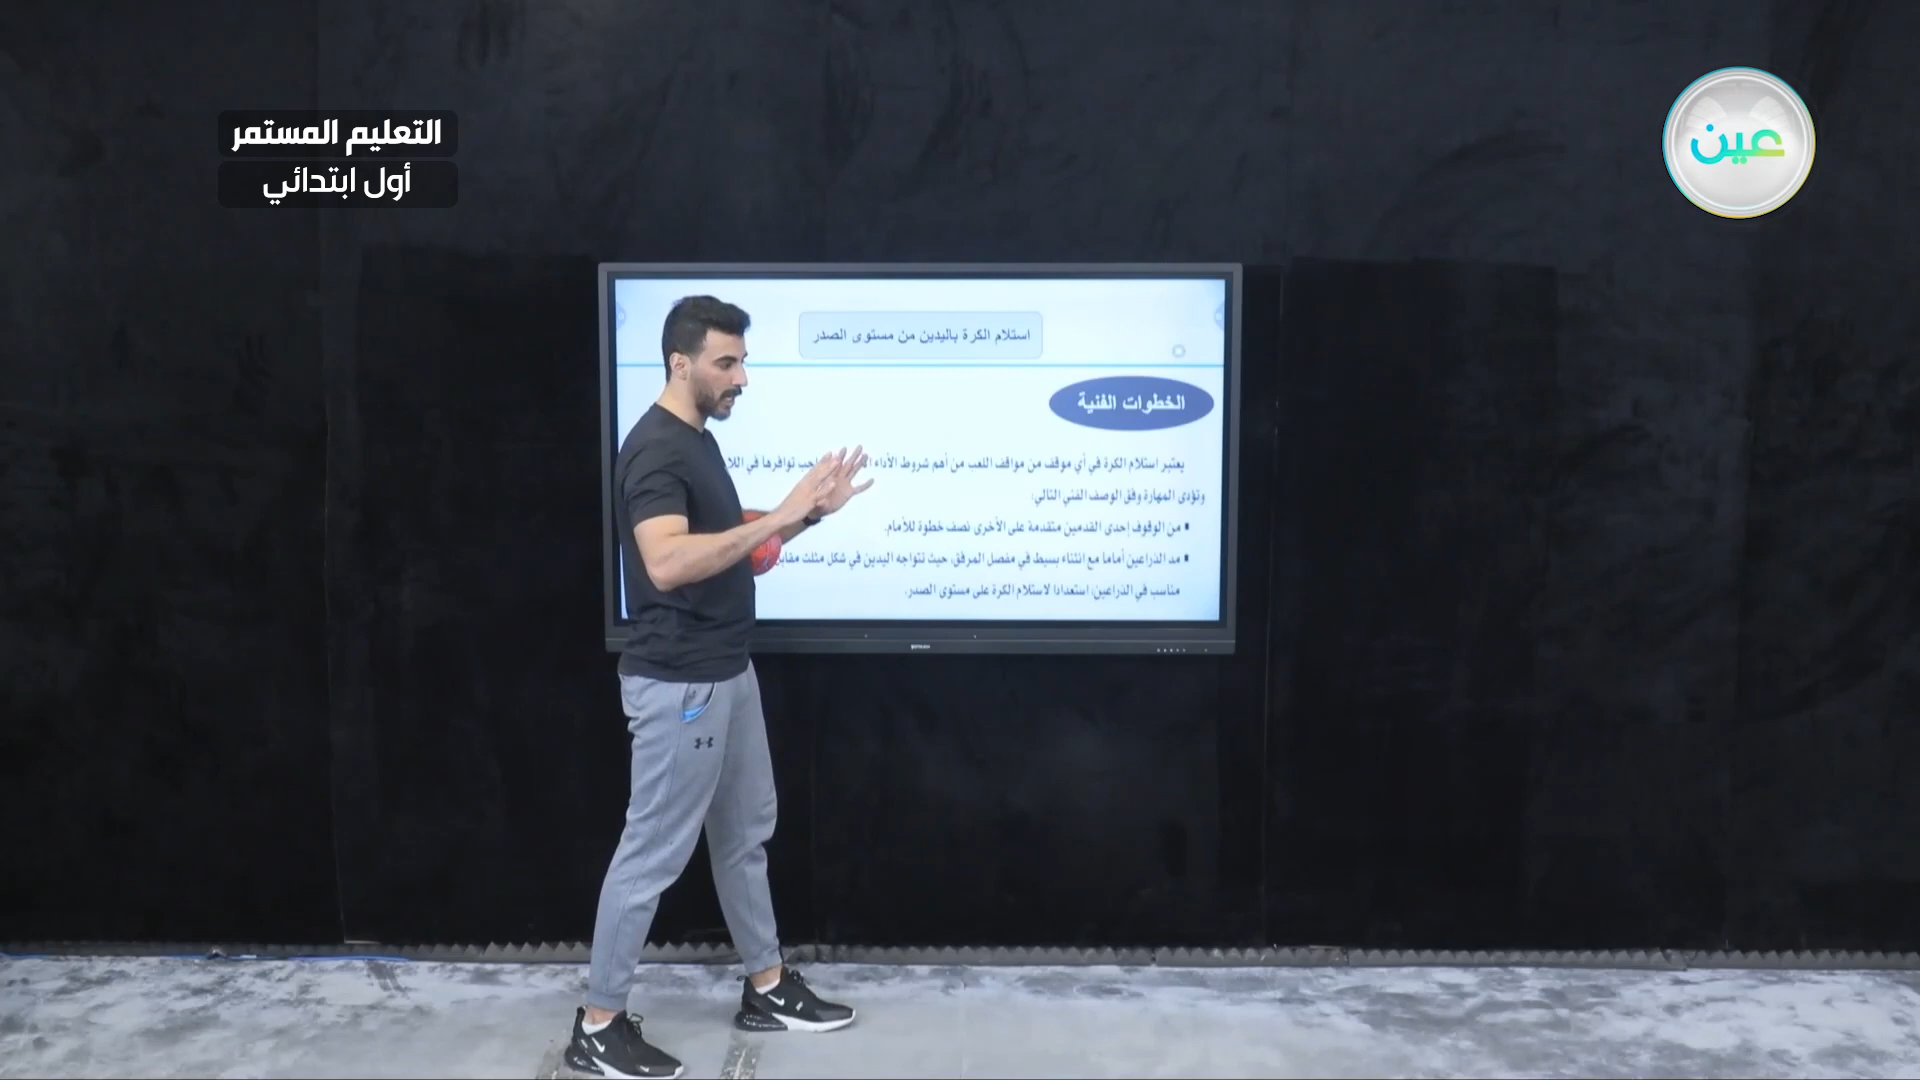 التعليم المستمر
أول ابتدائي
عين
استلام الكرة باليدين من مستوى الصدر
الخطوات الفنية
يعتبر استلام الكرة في أي موقف من مواقف اللعب من أهم شروط الأداء توافرها في
وتؤدى المهارة وفق الوصف الفني التالي:
▪ من الوقوف إحدى القدمين متقدمة على الأخرى نصف خطوة للأمام.
▪ مد الذراعين أماما مع انثناء بسيط في مفصل المرفق، حيث تتواجه اليدين في شكل مثلث
مناسب في الذراعين، استعدادا لاستلام الكرة على مستوى الصدر.